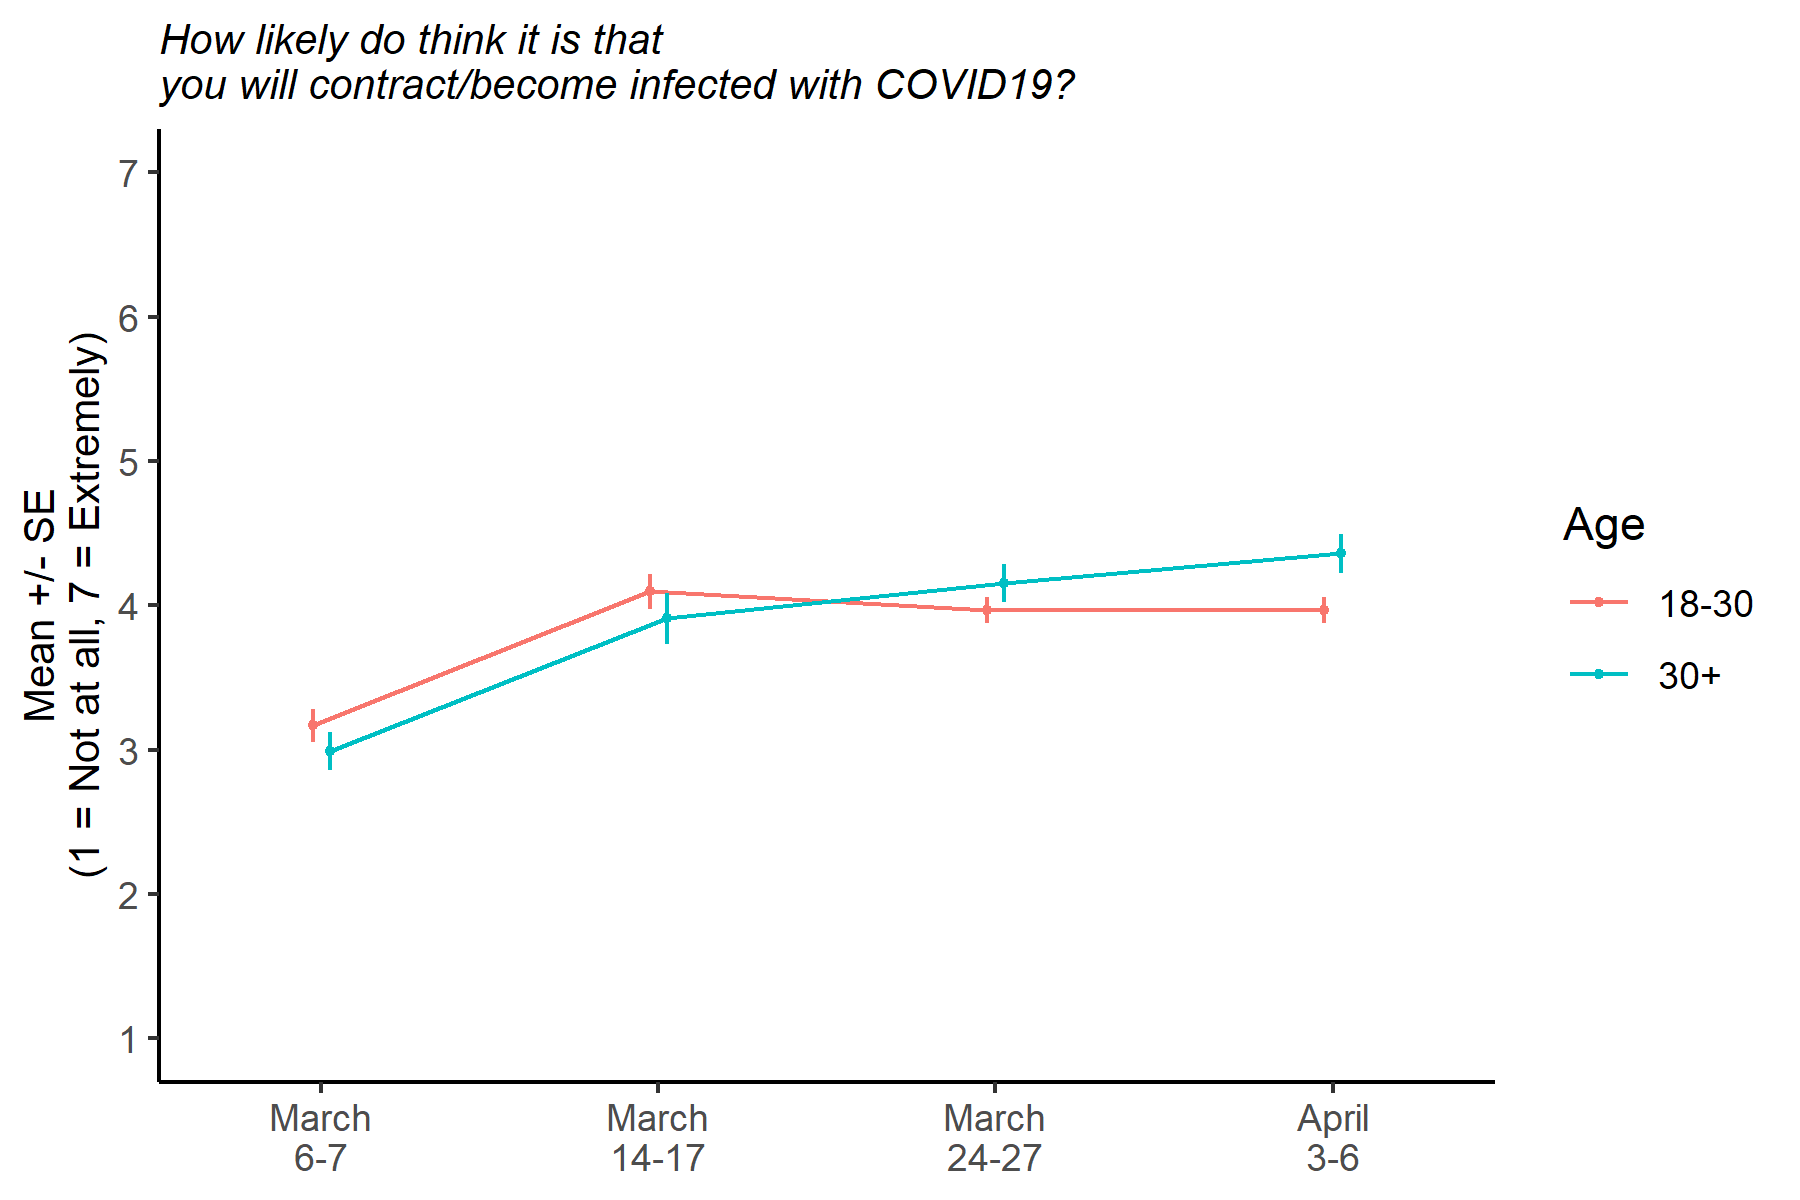 How likely do think it is that
you will contract/become infected with COVID19?
Mean +/- SE
(1 = Not at all, 7 = Extremely)
7
6
5
4
3
2
1
March
6-7
March
14-17
March
24-27
April
3-6
Age
18-30
30+